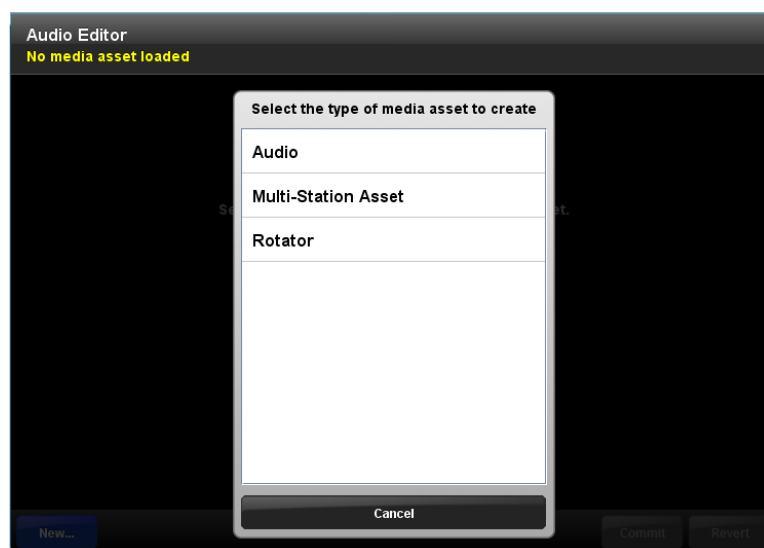 Audio Editor
No media asset loaded
Select the type of media asset to create
Audio
Multi-Station Asset
Rotator
Cancel
New...
Commit
Revert